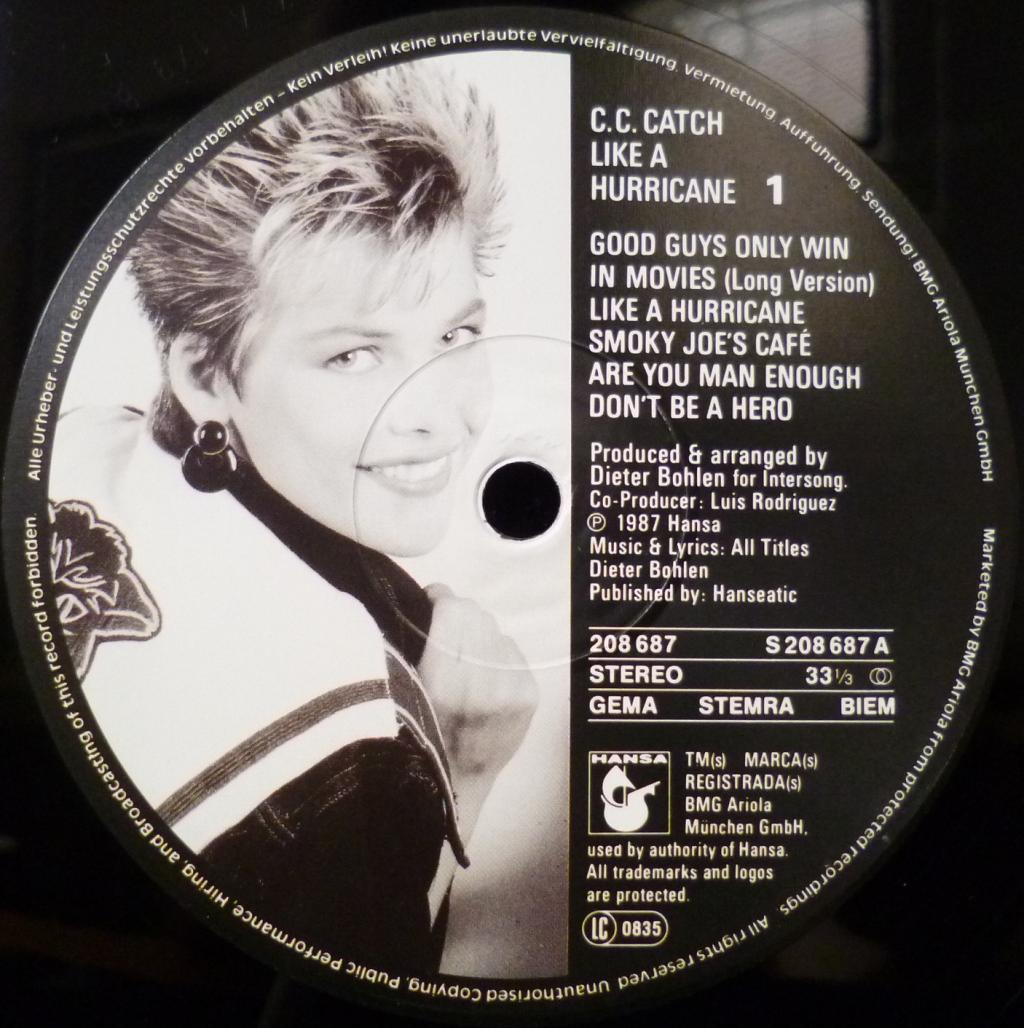 C.C. CATCH
LIKE A
HURRICANE 1
GOOD GUYS ONLY WIN
IN MOVIES (Long Version)
LIKE A HURRICANE
SMOKY JOE'S CAFÉ
ARE YOU MAN ENOUGH
DON'T BE A HERO
Produced & arranged by
Dieter Bohlen for Intersong.
Co-Producer: Luis Rodriguez
℗ 1987 Hansa
Music & Lyrics: All Titles
Dieter Bohlen
Published by: Hanseatic
208 687 S 208 687 A
STEREO 33 1/3
GEMA STEMRA BIEM
HANSA
TM(s) MARCA(s)
REGISTRADA(s)
BMG Ariola
München GmbH,
used by authority of Hansa.
All trademarks and logos
are protected.
LC 0835
Alle Urheber- und Leistungsschutzrechte vorbehalten – Kein Verleih! Keine unerlaubte Vervielfältigung, Vermietung, Aufführung, Sendung! BMG Ariola München GmbH
Marketed by BMG Ariola from protected recordings. All rights reserved. Unauthorised Copying, Public Performance, Hiring, and Broadcasting of this record forbidden.